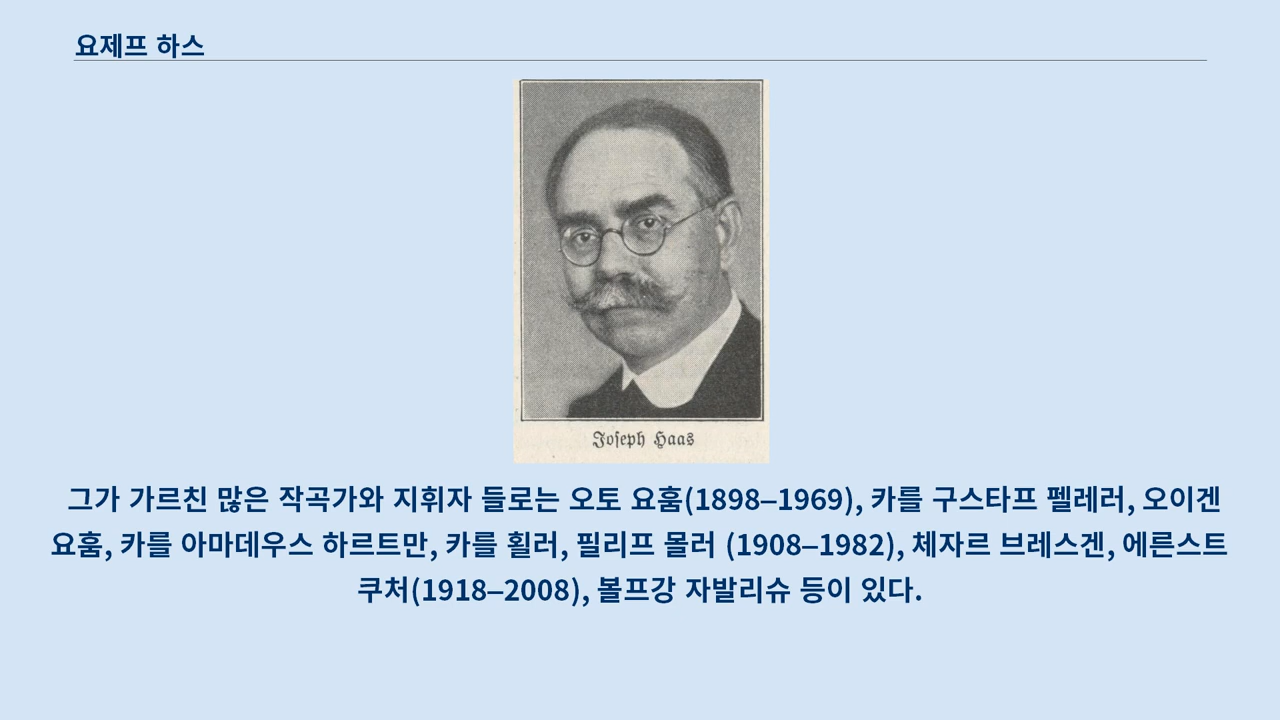 요제프 하스
Joseph Haas
그가 가르친 많은 작곡가와 지휘자 들로는 오토 요훔(1898–1969), 카를 구스타프 펠레러, 오이겐
요훔, 카를 아마데우스 하르트만, 카를 횔러, 필리프 몰러 (1908–1982), 체자르 브레스겐, 에른스트
쿠처(1918–2008), 볼프강 자발리슈 등이 있다.